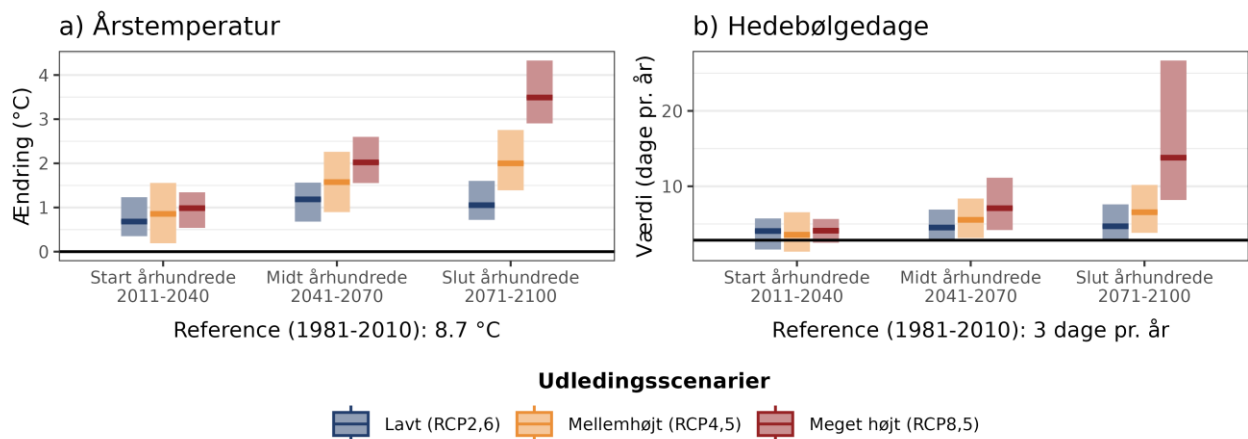 a) Årstemperatur
Ændring (°C)
4
3
2
1
0
Start århundrede
2011-2040
Midt århundrede
2041-2070
Slut århundrede
2071-2100
Reference (1981-2010): 8.7 °C
b) Hedebølgedage
Værdi (dage pr. år)
20
10
Start århundrede
2011-2040
Midt århundrede
2041-2070
Slut århundrede
2071-2100
Reference (1981-2010): 3 dage pr. år
Udledingsscenarier
Lavt (RCP2,6)
Mellemhøjt (RCP4,5)
Meget højt (RCP8,5)